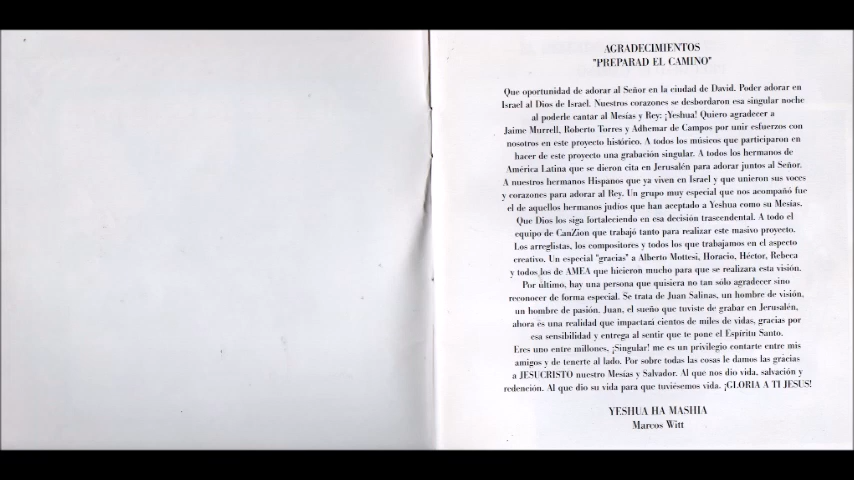 AGRADECIMIENTOS
"PREPARAD EL CAMINO"
Que oportunidad de adorar al Señor en la ciudad de David. Poder adorar en
Israel al Dios de Israel. Nuestros corazones se desbordaron esa singular noche
al poderle cantar al Mesías y Rey: ¡Yeshua! Quiero agradecer a
Jaime Murrell, Roberto Torres y Adhemar de Campos por unir esfuerzos con
nosotros en este proyecto histórico. A todos los músicos que participaron en
hacer de este proyecto una grabación singular. A todos los hermanos de
América Latina que se dieron cita en Jerusalén para adorar juntos al Señor.
A nuestros hermanos Hispanos que ya viven en Israel y que unieron sus voces
y corazones para adorar al Rey. Un grupo muy especial que nos acompañó fue
el de aquellos hermanos judíos que han aceptado a Yeshua como su Mesías.
Que Dios los siga fortaleciendo en esa decisión trascendental. A todo el
equipo de CanZion que trabajó tanto para realizar este masivo proyecto.
Los arreglistas, los compositores y todos los que trabajamos en el aspecto
creativo. Un especial "gracias" a Alberto Mottesi, Horacio, Héctor, Rebeca
y todos los de AMEA que hicieron mucho para que se realizara esta visión.
Por último, hay una persona que quisiera no tan sólo agradecer sino
reconocer de forma especial. Se trata de Juan Salinas, un hombre de visión,
un hombre de pasión. Juan, el sueño que tuviste de grabar en Jerusalén,
ahora es una realidad que impactará cientos de miles de vidas, gracias por
esa sensibilidad y entrega al sentir que te pone el Espíritu Santo.
Eres uno entre millones, ¡Singular! me es un privilegio contarte entre mis
amigos y de tenerte al lado. Por sobre todas las cosas le damos las gracias
a JESUCRISTO nuestro Mesías y Salvador. Al que nos dio vida, salvación y
redención. Al que dio su vida para que tuviésemos vida. ¡GLORIA A TI JESUS!
YESHUA HA MASHIA
Marcos Witt